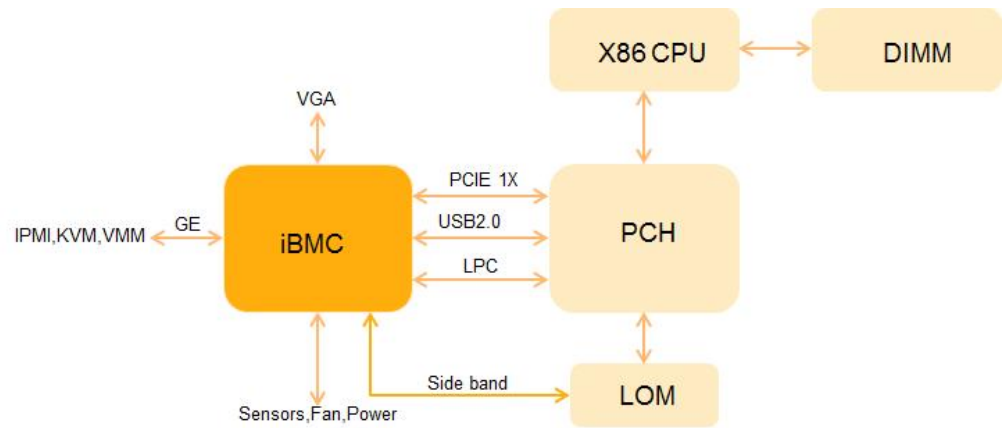 X86 CPU
DIMM
VGA
PCIE 1X
IPMI,KVM,VMM
GE
iBMC
USB2.0
PCH
LPC
Side band
LOM
Sensors,Fan,Power